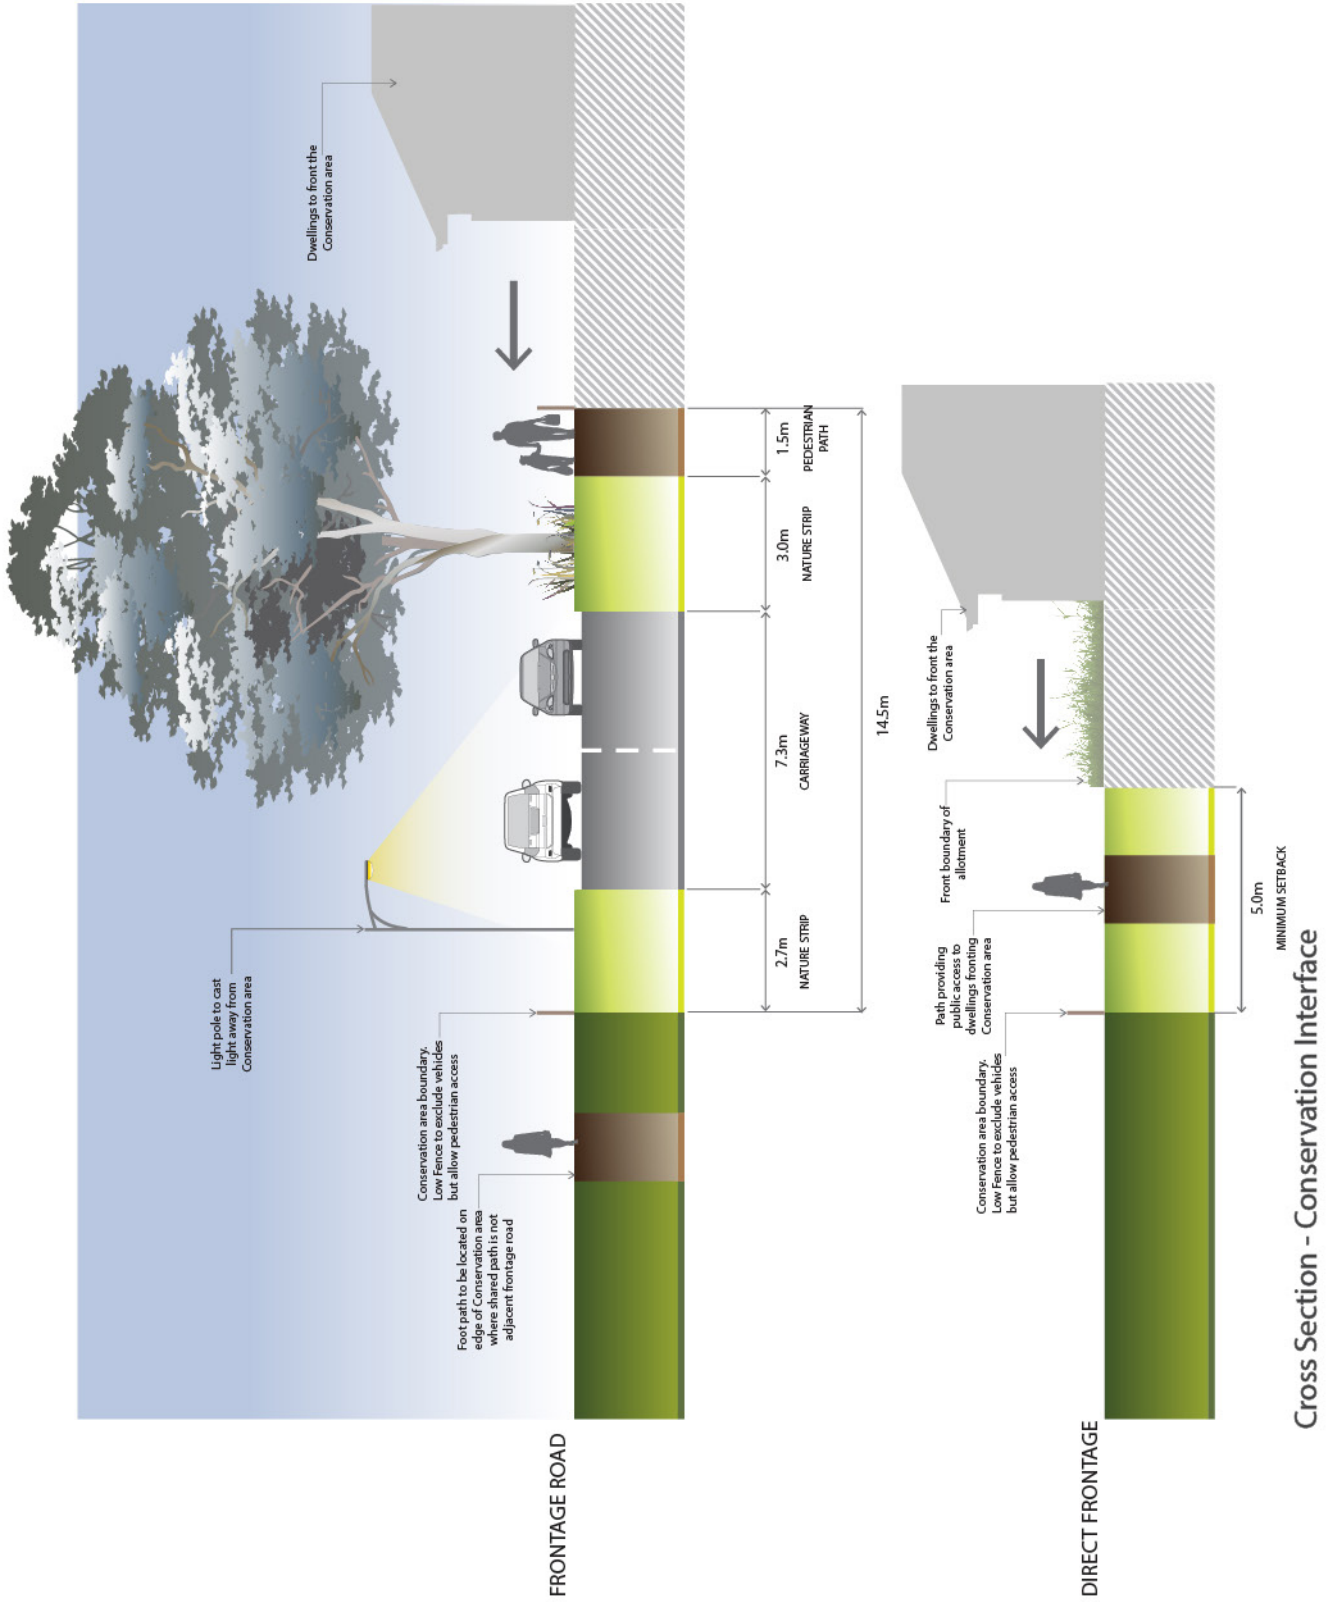 FRONTAGE ROAD
Light pole to cast
light away from
Conservation area
Dwellings to front the
Conservation area
Conservation area boundary.
Low Fence to exclude vehicles
but allow pedestrian access
Foot path to be located on
edge of Conservation area
where shared path is not
adjacent frontage road
2.7m
NATURE STRIP
7.3m
CARRIAGEWAY
3.0m
NATURE STRIP
1.5m
PEDESTRIAN
PATH
14.5m
DIRECT FRONTAGE
Conservation area boundary.
Low Fence to exclude vehicles
but allow pedestrian access
Path providing
public access to
dwellings fronting
Conservation area
Front boundary of
allotment
Dwellings to front the
Conservation area
5.0m
MINIMUM SETBACK
Cross Section - Conservation Interface